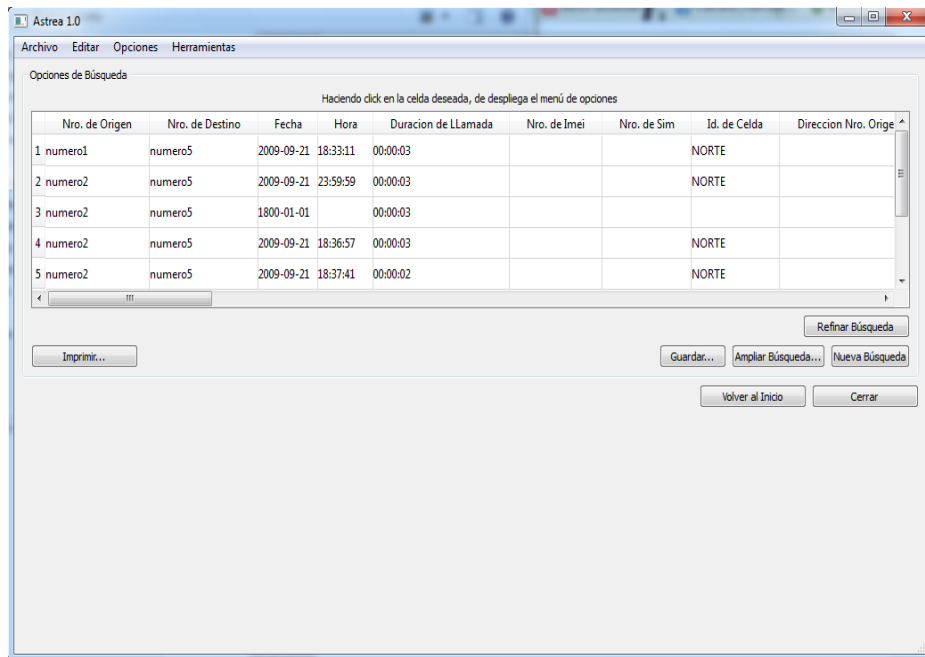 Astrea 1.0
Archivo Editar Opciones Herramientas
Opciones de Búsqueda
Haciendo click en la celda deseada, de despliega el menú de opciones
Nro. de Origen Nro. de Destino Fecha Hora Duracion de LLamada Nro. de Imei Nro. de Sim Id. de Celda Direccion Nro. Orige
1 numero1 numero5 2009-09-21 18:33:11 00:00:03 NORTE
2 numero2 numero5 2009-09-21 23:59:59 00:00:03 NORTE
3 numero2 numero5 1800-01-01 00:00:03
4 numero2 numero5 2009-09-21 18:36:57 00:00:03 NORTE
5 numero2 numero5 2009-09-21 18:37:41 00:00:02 NORTE
Refinar Búsqueda
Imprimir... Guardar... Ampliar Búsqueda... Nueva Búsqueda
Volver al Inicio Cerrar